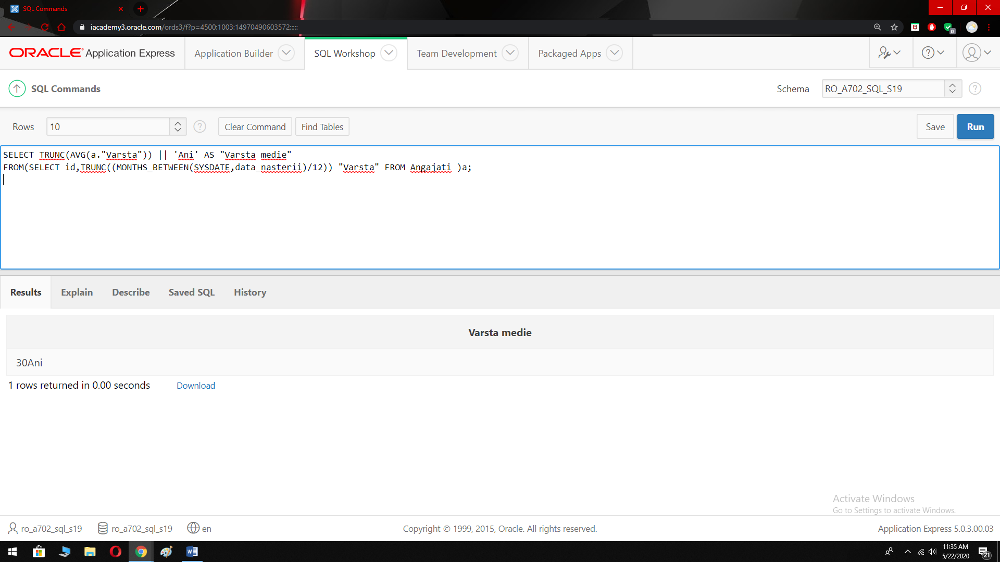 SQL Commands
iacademy3.oracle.com/ords3/f?p=4500:1003:14970490603572:::::
0
ORACLE Application Express
Application Builder
SQL Workshop
Team Development
Packaged Apps
SQL Commands
Schema
RO_A702_SQL_S19
Rows
10
Clear Command
Find Tables
Save
Run
SELECT TRUNC(AVG(a."Varsta")) || 'Ani' AS "Varsta medie"
FROM(SELECT id,TRUNC((MONTHS_BETWEEN(SYSDATE,data_nasterii)/12)) "Varsta" FROM Angajati )a;
Results
Explain
Describe
Saved SQL
History
Varsta medie
30Ani
1 rows returned in 0.00 seconds
Download
Activate Windows
Go to Settings to activate Windows.
ro_a702_sql_s19
ro_a702_sql_s19
en
Copyright © 1999, 2015, Oracle. All rights reserved.
Application Express 5.0.3.00.03
11:35 AM
5/22/2020
21